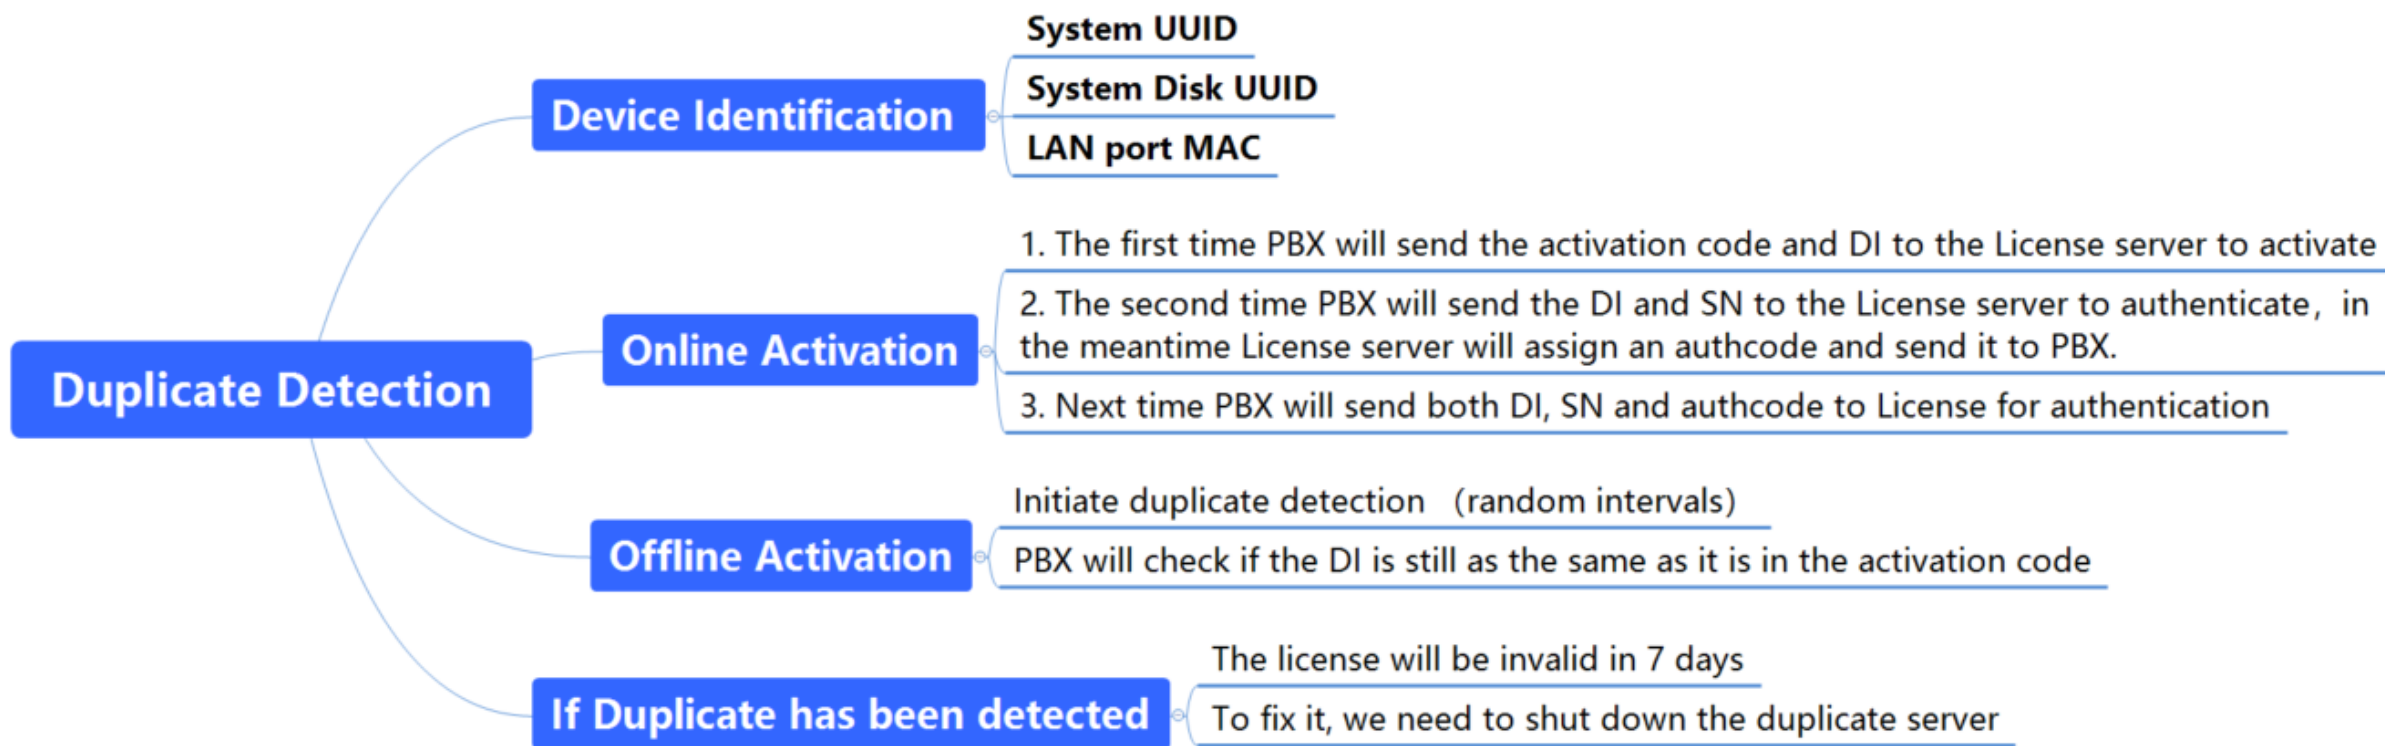 System UUID
System Disk UUID
Device Identification
LAN port MAC
1. The first time PBX will send the activation code and DI to the License server to activate
2. The second time PBX will send the DI and SN to the License server to authenticate, in
the meantime License server will assign an authcode and send it to PBX.
Online Activation
3. Next time PBX will send both DI, SN and authcode to License for authentication
Duplicate Detection
Initiate duplicate detection （random intervals）
Offline Activation
PBX will check if the DI is still as the same as it is in the activation code
The license will be invalid in 7 days
If Duplicate has been detected
To fix it, we need to shut down the duplicate server